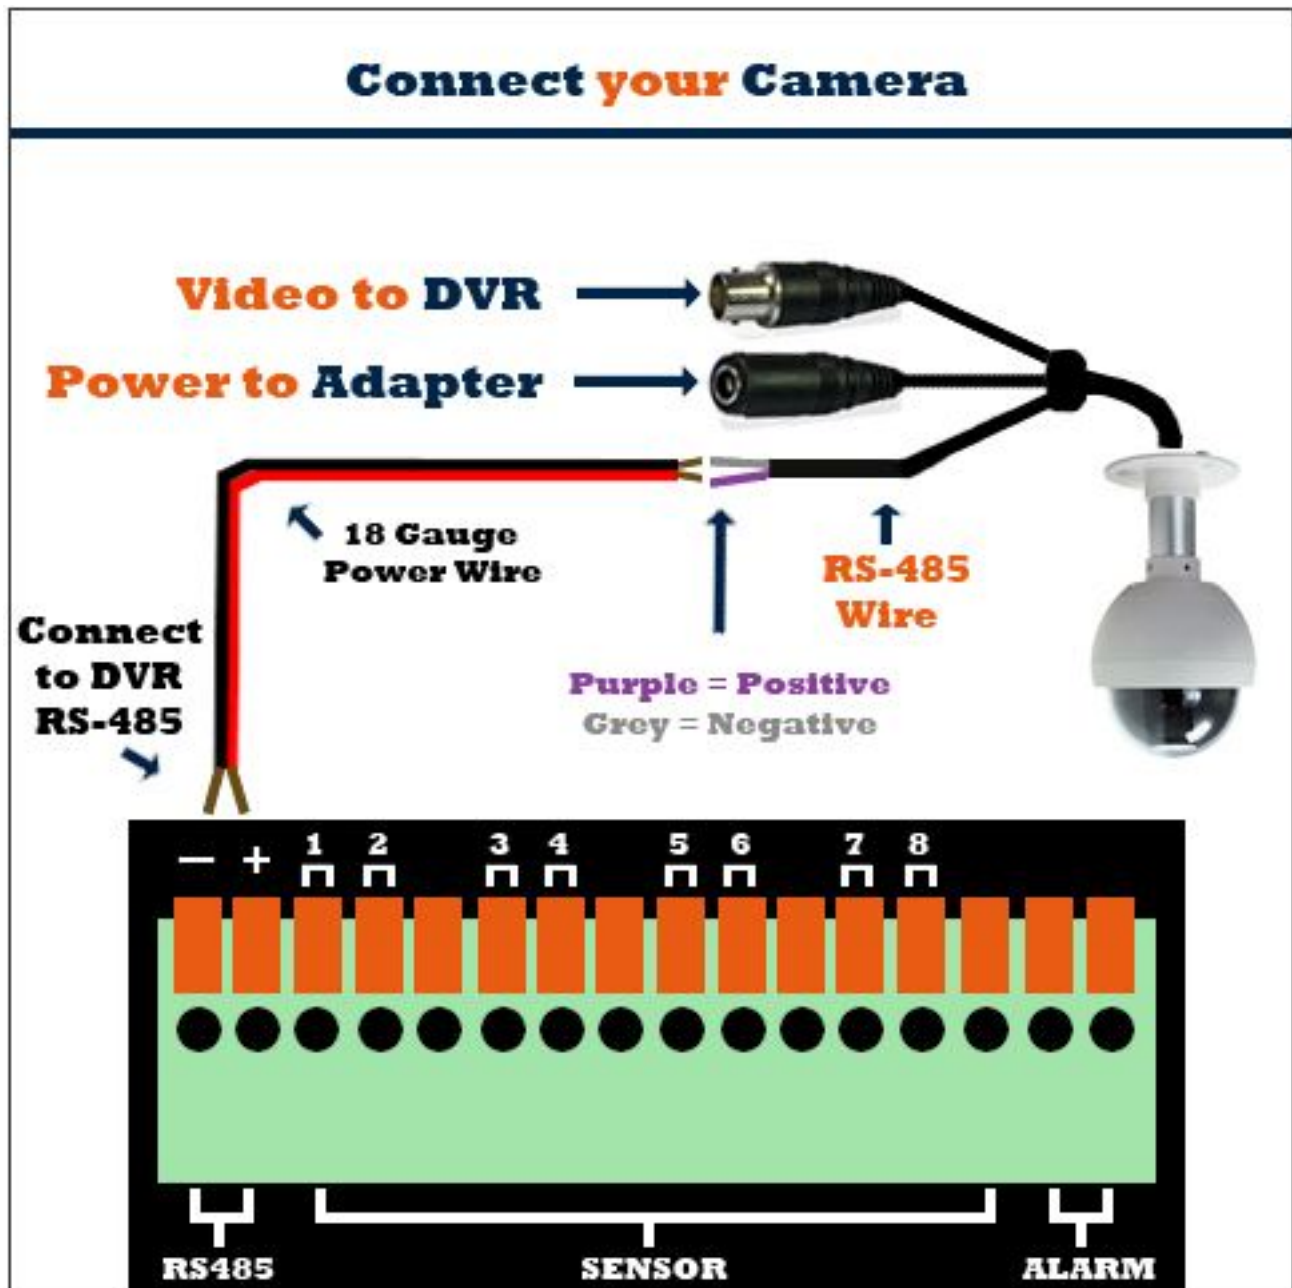 Connect your Camera
Video to DVR
Power to Adapter
18 Gauge
Power Wire
RS-485
Wire
Connect
to DVR
RS-485
Purple = Positive
Grey = Negative
− + 1 2 3 4 5 6 7 8
RS485 SENSOR ALARM